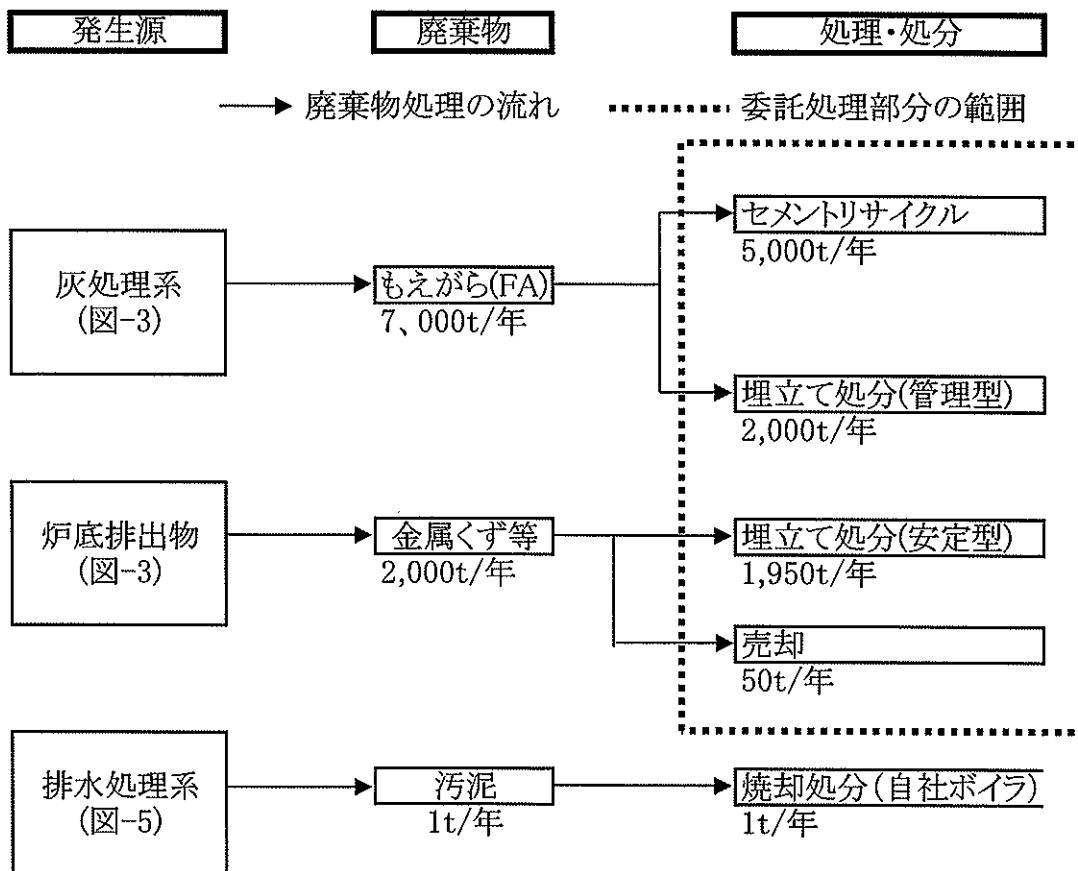 発生源 廃棄物 処理・処分
廃棄物処理の流れ 委託処理部分の範囲
灰処理系
(図-3)
もえがら(FA)
7、000t/年
セメントリサイクル
5,000t/年
埋立て処分(管理型)
2,000t/年
炉底排出物
(図-3)
金属くず等
2,000t/年
埋立て処分(安定型)
1,950t/年
売却
50t/年
排水処理系
(図-5)
汚泥
1t/年
焼却処分(自社ボイラ)
1t/年